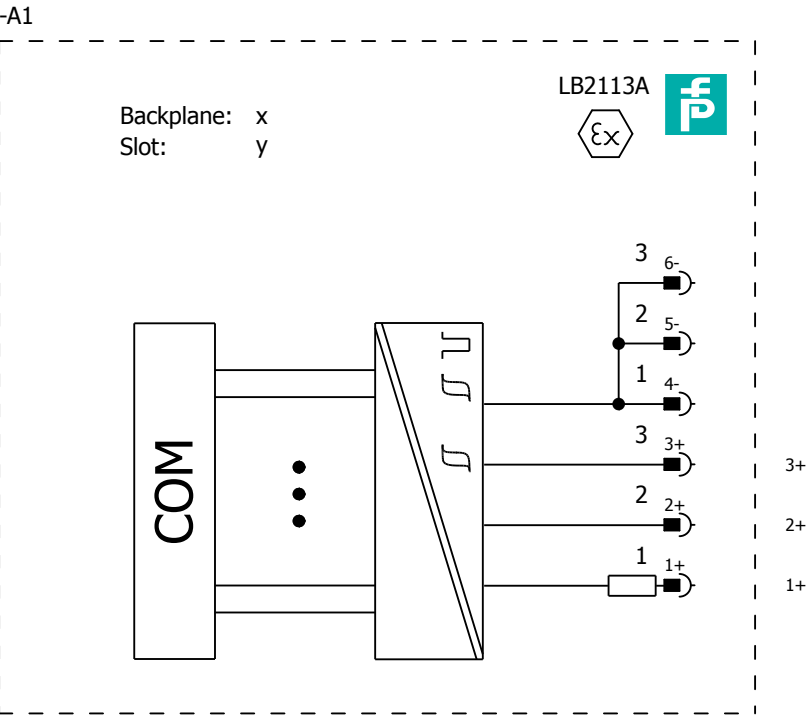 -A1
LB2113A
Backplane: x
Slot: y
Ex
3 6-
2 5-
1 4-
3 3+ 3+
2 2+ 2+
1 1+ 1+
COM